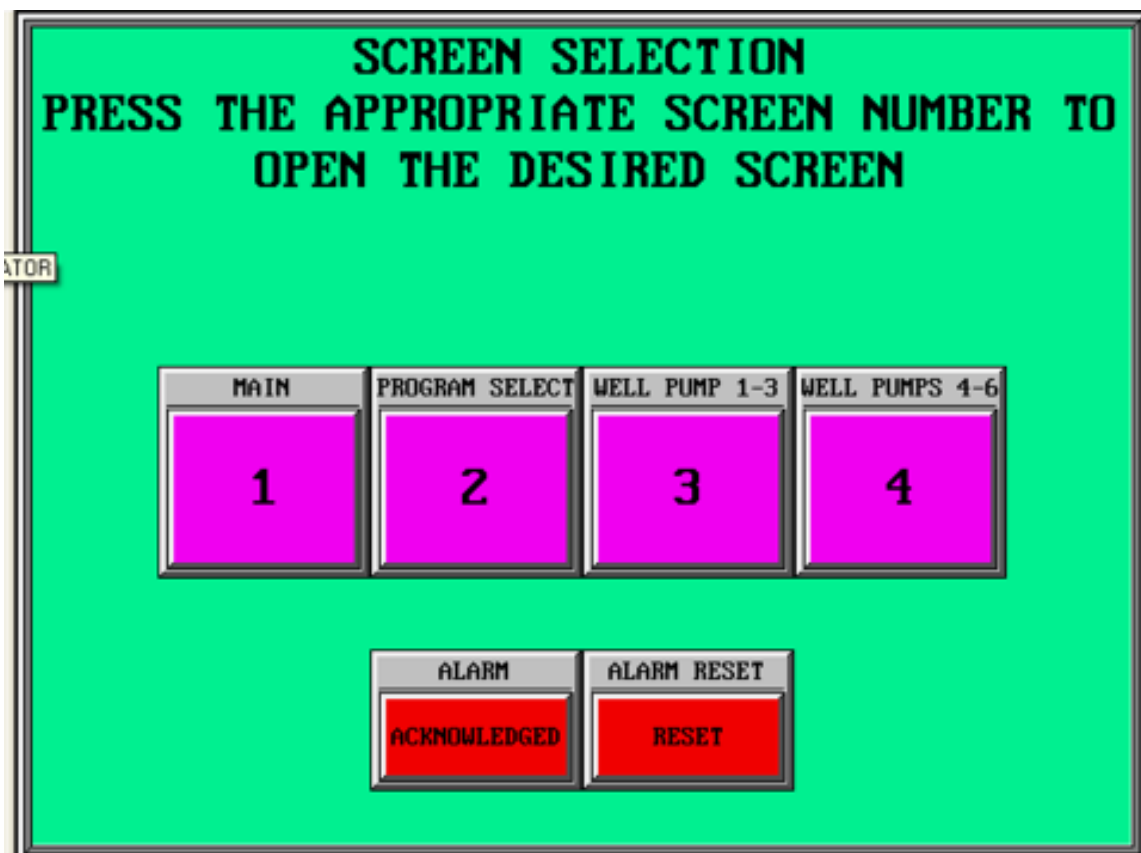 SCREEN SELECTION
PRESS THE APPROPRIATE SCREEN NUMBER TO
OPEN THE DESIRED SCREEN
ATOR
MAIN
PROGRAM SELECT
WELL PUMP 1-3
WELL PUMPS 4-6
1
2
3
4
ALARM
ALARM RESET
ACKNOWLEDGED
RESET